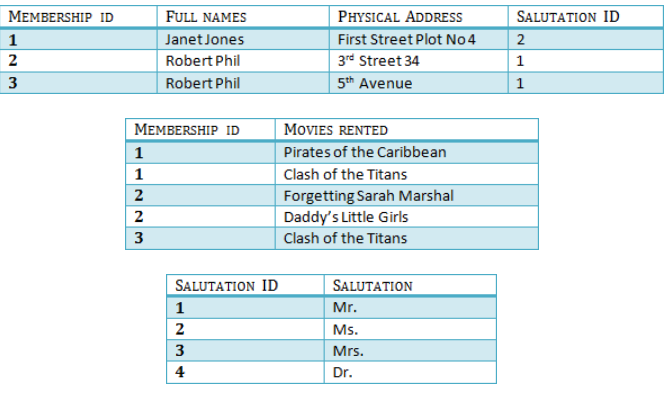 MEMBERSHIP ID FULL NAMES PHYSICAL ADDRESS SALUTATION ID
1 Janet Jones First Street Plot No 4 2
2 Robert Phil 3rd Street 34 1
3 Robert Phil 5th Avenue 1
MEMBERSHIP ID MOVIES RENTED
1 Pirates of the Caribbean
1 Clash of the Titans
2 Forgetting Sarah Marshal
2 Daddy's Little Girls
3 Clash of the Titans
SALUTATION ID SALUTATION
1 Mr.
2 Ms.
3 Mrs.
4 Dr.